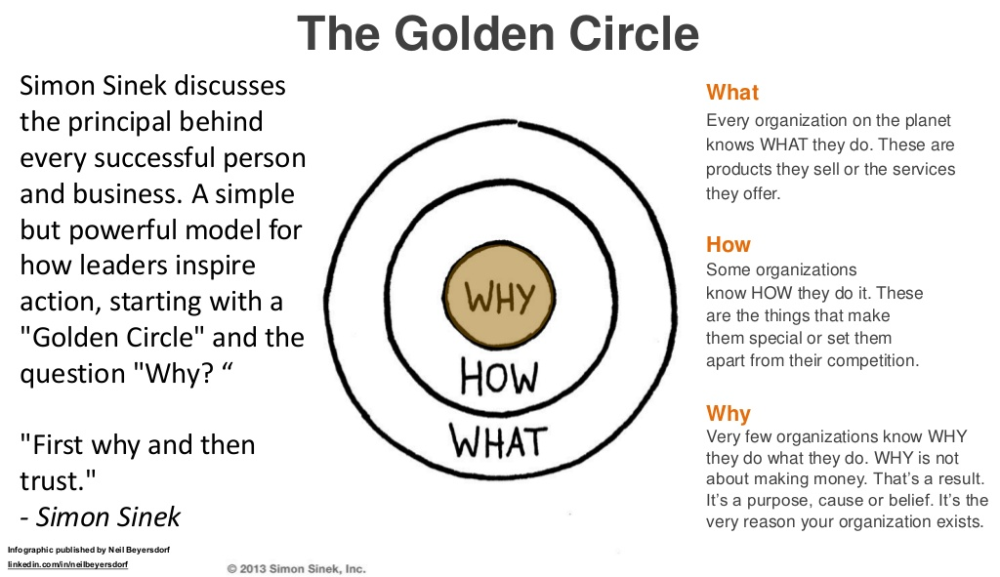 The Golden Circle
Simon Sinek discusses
the principal behind
every successful person
and business. A simple
but powerful model for
how leaders inspire
action, starting with a
"Golden Circle" and the
question "Why? “
"First why and then
trust."
- Simon Sinek
Infographic published by Neil Beyersdorf
linkedin.com/in/neilbeyersdorf
WHY
HOW
WHAT
© 2013 Simon Sinek, Inc.
What
Every organization on the planet
knows WHAT they do. These are
products they sell or the services
they offer.
How
Some organizations
know HOW they do it. These
are the things that make
them special or set them
apart from their competition.
Why
Very few organizations know WHY
they do what they do. WHY is not
about making money. That’s a result.
It’s a purpose, cause or belief. It’s the
very reason your organization exists.